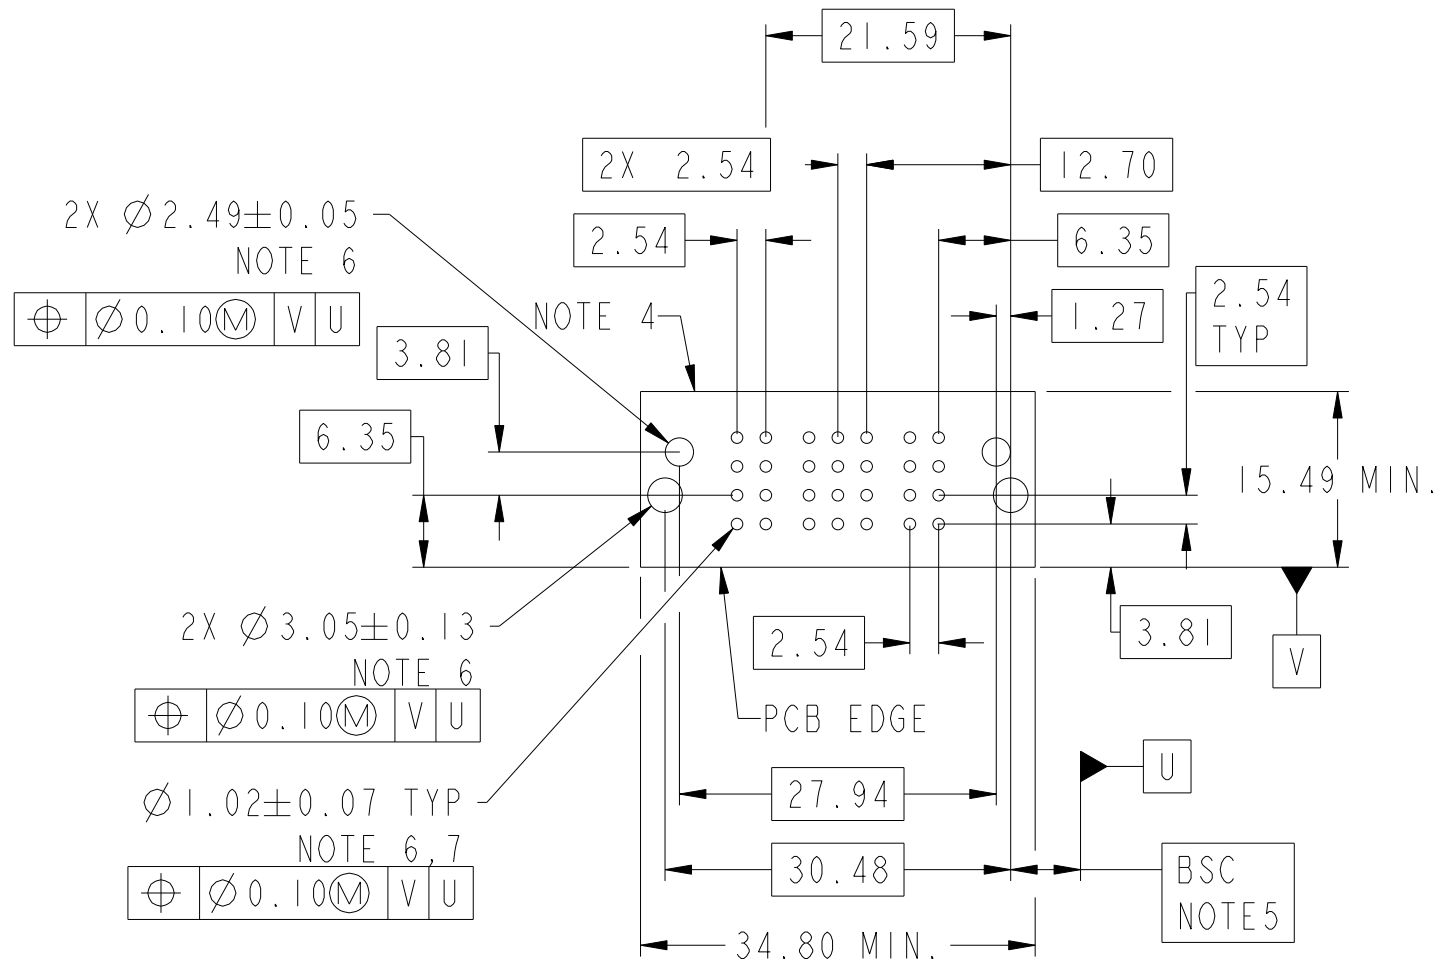 21.59
2X 2.54
12.70
2X ⌀2.49±0.05
NOTE 6
⌖ ⌀0.10Ⓜ V U
2.54
6.35
2.54
TYP
NOTE 4
1.27
3.81
6.35
15.49 MIN.
2X ⌀3.05±0.13
NOTE 6
⌖ ⌀0.10Ⓜ V U
2.54
3.81
V
PCB EDGE
U
⌀1.02±0.07 TYP
NOTE 6,7
⌖ ⌀0.10Ⓜ V U
27.94
30.48
BSC
NOTE5
34.80 MIN.